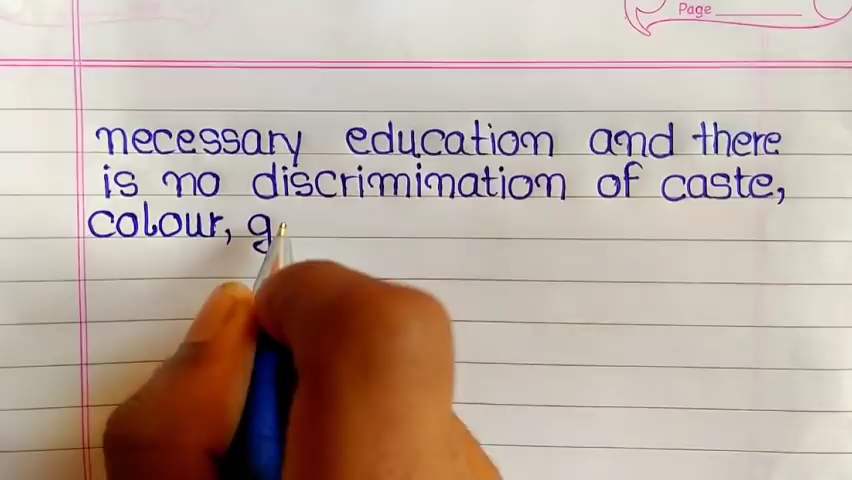 Page
necessary education and there
is no discrimination of caste,
colour, g